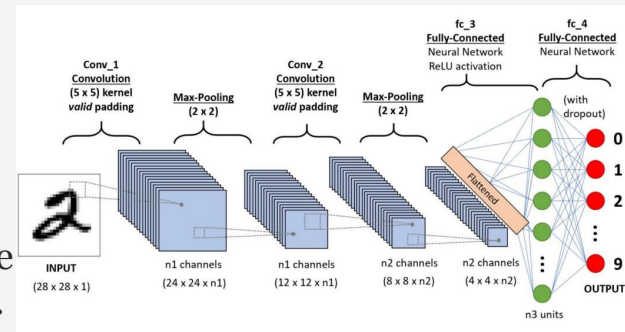 fc_3
Fully-Connected
Neural Network
ReLU activation
fc_4
Fully-Connected
Neural Network
Conv_1
Convolution
(5 x 5) kernel
valid padding
Max-Pooling
(2 x 2)
Conv_2
Convolution
(5 x 5) kernel
valid padding
Max-Pooling
(2 x 2)
(with
dropout)
2
Flattened
0
1
2
9
INPUT
(28 x 28 x 1)
n1 channels
(24 x 24 x n1)
n1 channels
(12 x 12 x n1)
n2 channels
(8 x 8 x n2)
n2 channels
(4 x 4 x n2)
n3 units
OUTPUT
e
.